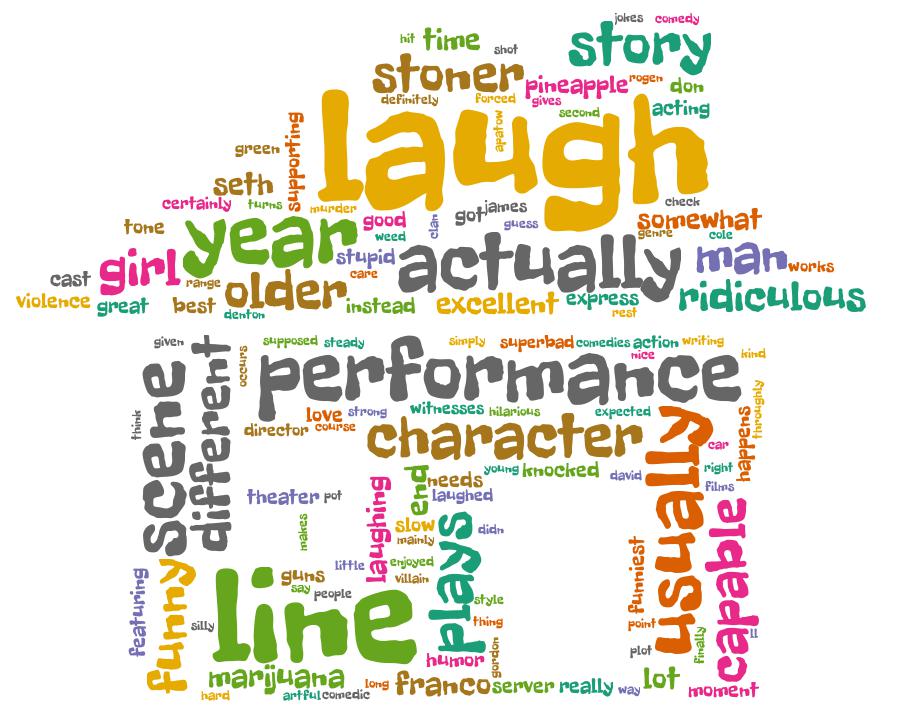 jokes comedy
hit time shot story
stoner pineapple rogen don
definitely forced gives second acting
laugh
apatow
green supporting
seth
certainly turns murder check
tone year good clan got james guess somewhat
weed genre cole
cast girl stupid actually man works
care
violence great range older instead excellent express ridiculous
best denton rest
given supposed steady simply superbad comedies action writing
nice kind
occurs performance
scene different
think love strong witnesses hilarious expected throughly
director course character usually happens
car
end needs young knocked david right
theater pot laughing laughed films
makes slow plays didn capable
mainly
little enjoyed funniest
featuring funny guns villain
say people style
silly line thing point
finally ll
plot
humor gordon
marijuana long franco server really way lot moment
hard artful comedic